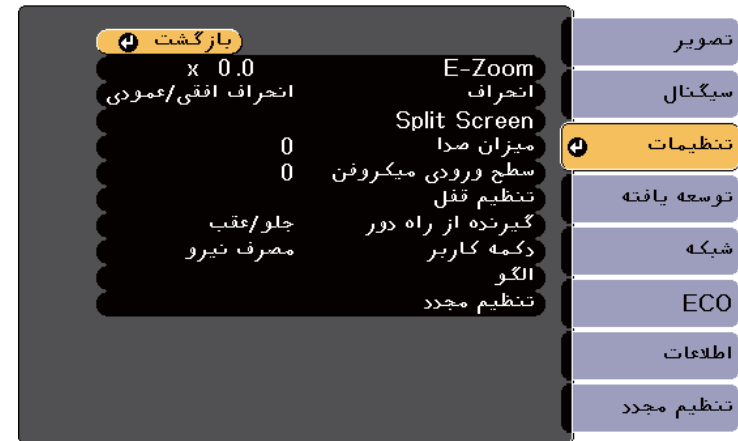 بازگشت
E-Zoom 0.0 x
انحراف انحراف افقی/عمودی
Split Screen
میزان صدا 0
سطح ورودی میکروفن 0
تنظیم قفل
گیرنده از راه دور جلو/عقب
دکمه کاربر مصرف نیرو
الگو
تنظیم مجدد
تصویر
سیگنال
تنظیمات
توسعه یافته
شبکه
ECO
اطلاعات
تنظیم مجدد